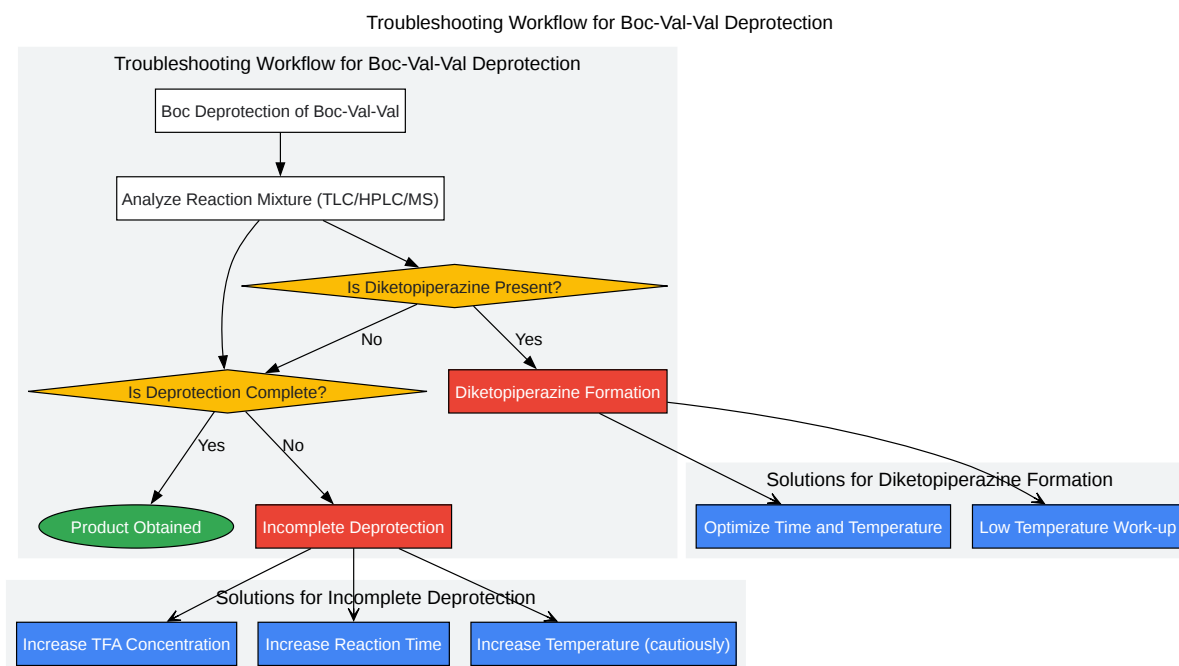 Troubleshooting Workflow for Boc-Val-Val Deprotection
Troubleshooting Workflow for Boc-Val-Val Deprotection
Boc Deprotection of Boc-Val-Val
Analyze Reaction Mixture (TLC/HPLC/MS)
Is Diketopiperazine Present?
No
Yes
Is Deprotection Complete?
Diketopiperazine Formation
Yes
No
Solutions for Diketopiperazine Formation
Product Obtained
Incomplete Deprotection
Optimize Time and Temperature
Low Temperature Work-up
Solutions for Incomplete Deprotection
Increase TFA Concentration
Increase Reaction Time
Increase Temperature (cautiously)